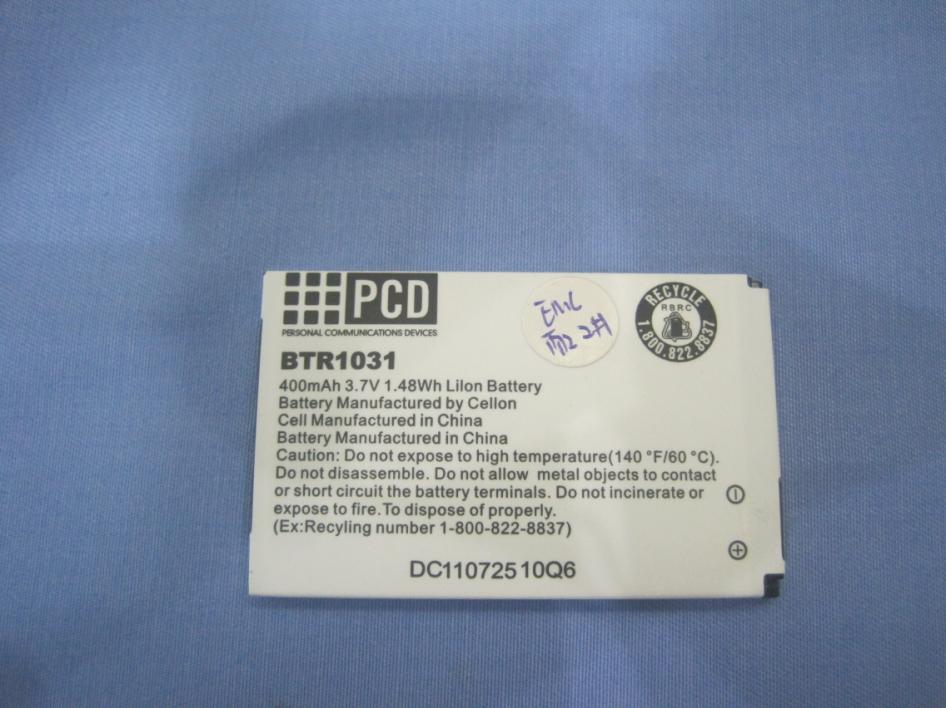 PCD
PERSONAL COMMUNICATIONS DEVICES
RECYCLE
RBRC
1.800.822.8837
BTR1031
400mAh 3.7V 1.48Wh LiIon Battery
Battery Manufactured by Cellon
Cell Manufactured in China
Battery Manufactured in China
Caution: Do not expose to high temperature(140 °F/60 °C).
Do not disassemble. Do not allow metal objects to contact
or short circuit the battery terminals. Do not incinerate or
expose to fire.To dispose of properly.
(Ex:Recyling number 1-800-822-8837)
DC11072510Q6